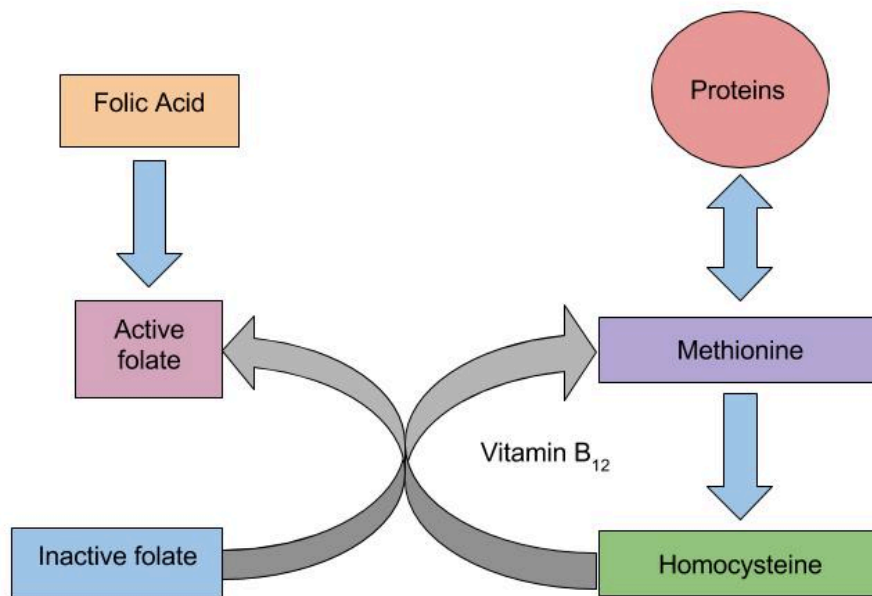 Folic Acid
Proteins
Active
folate
Methionine
Vitamin B₁₂
Inactive folate
Homocysteine